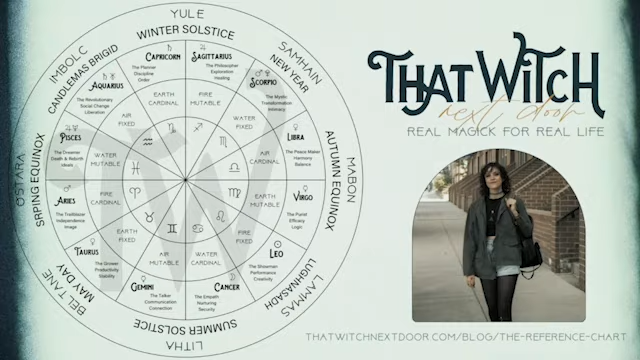 YULE
WINTER SOLSTICE
SAMHAIN
NEW YEAR
MABON
AUTUMN EQUINOX
LAMMAS
LUGHNASADH
LITHA
SUMMER SOLSTICE
BELTANE
MAY DAY
OSTARA
SRPING EQUINOX
IMBOLC
CANDLEMAS BRIGID
♄
CAPRICORN
The Planner
Discipline
Order
EARTH
CARDINAL
♃
SAGITTARIUS
The Philosopher
Exploration
Healing
FIRE
MUTABLE
SCORPIO
The Mystic
Transformation
Intimacy
WATER
FIXED
♀
LIBRA
The Peace Maker
Harmony
Balance
AIR
CARDINAL
VIRGO
The Purist
Efficacy
Logic
EARTH
MUTABLE
LEO
The Showman
Performance
Creativity
FIRE
FIXED
CANCER
The Empath
Nurturing
Security
WATER
CARDINAL
GEMINI
The Talker
Communication
Connection
AIR
MUTABLE
TAURUS
The Grower
Productivity
Stability
EARTH
FIXED
ARIES
The Trailblazer
Independence
Image
FIRE
CARDINAL
PISCES
The Dreamer
Death & Rebirth
Ideals
WATER
MUTABLE
AQUARIUS
The Revolutionary
Social Change
Liberation
AIR
FIXED
♑ ♐ ♏ ♎ ♍ ♌ ♋ ♊ ♉ ♈ ♓ ♒
THAT WITCH
next door
REAL MAGICK FOR REAL LIFE
THATWITCHNEXTDOOR.COM/BLOG/THE-REFERENCE-CHART